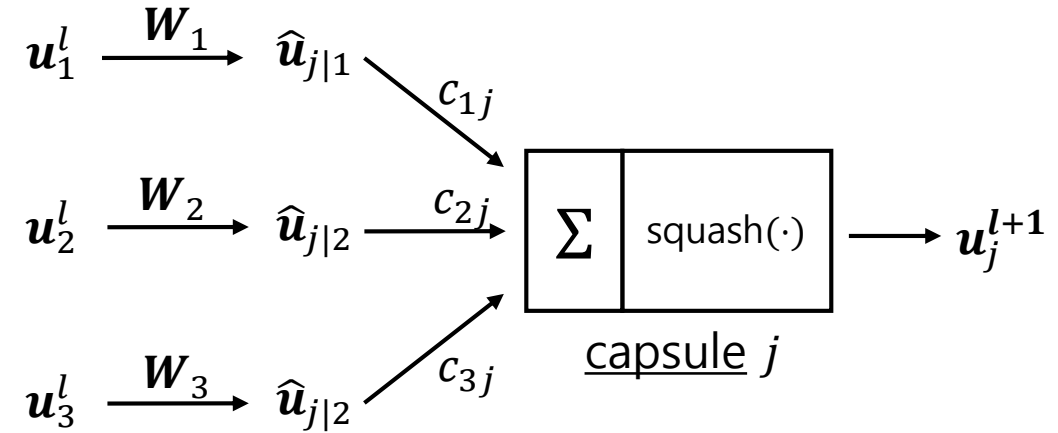 u₁ˡ W₁ û_{j|1}
c₁ⱼ
u₂ˡ W₂ û_{j|2} c₂ⱼ Σ squash(·) uⱼˡ⁺¹
capsule j
c₃ⱼ
u₃ˡ W₃ û_{j|2}